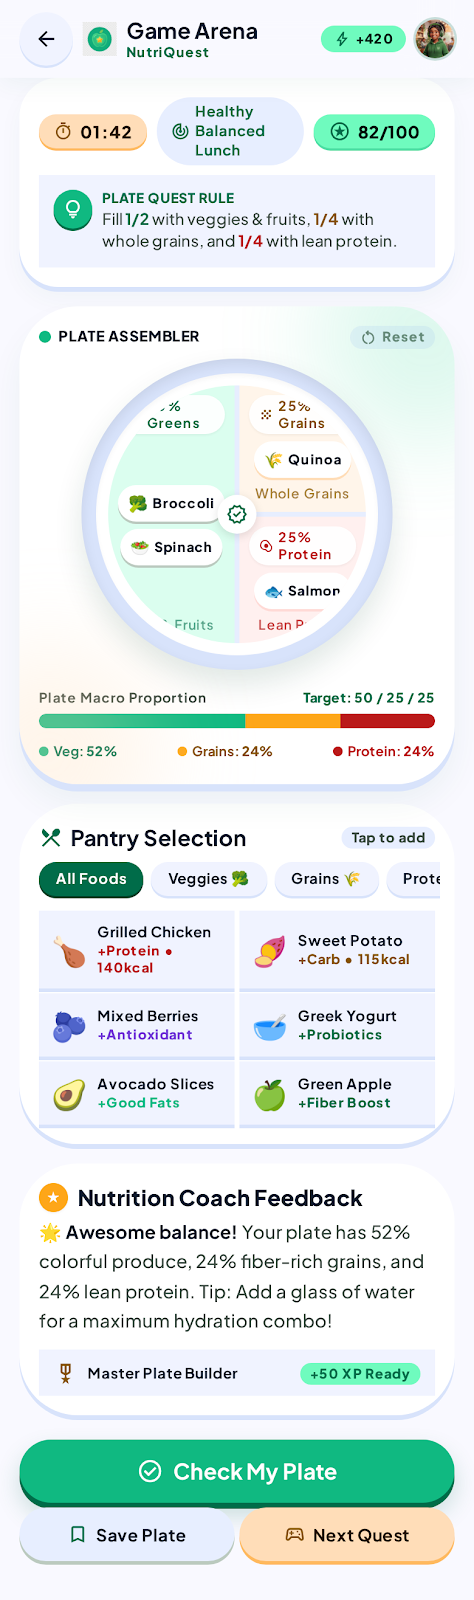 Game Arena
NutriQuest
+420
01:42
Healthy
Balanced
Lunch
82/100
PLATE QUEST RULE
Fill 1/2 with veggies & fruits, 1/4 with
whole grains, and 1/4 with lean protein.
PLATE ASSEMBLER
Reset
%
Greens
25%
Grains
Quinoa
Whole Grains
Broccoli
Spinach
25%
Protein
Salmon
Fruits
Lean P
Plate Macro Proportion
Target: 50 / 25 / 25
Veg: 52%
Grains: 24%
Protein: 24%
Pantry Selection
Tap to add
All Foods
Veggies
Grains
Prote
Grilled Chicken
+Protein •
140kcal
Sweet Potato
+Carb • 115kcal
Mixed Berries
+Antioxidant
Greek Yogurt
+Probiotics
Avocado Slices
+Good Fats
Green Apple
+Fiber Boost
Nutrition Coach Feedback
🌟 Awesome balance! Your plate has 52%
colorful produce, 24% fiber-rich grains, and
24% lean protein. Tip: Add a glass of water
for a maximum hydration combo!
Master Plate Builder
+50 XP Ready
Check My Plate
Save Plate
Next Quest